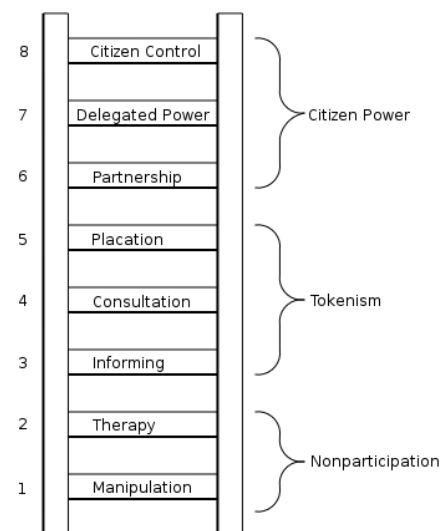 8 Citizen Control
7 Delegated Power Citizen Power
6 Partnership
5 Placation
4 Consultation Tokenism
3 Informing
2 Therapy
Nonparticipation
1 Manipulation